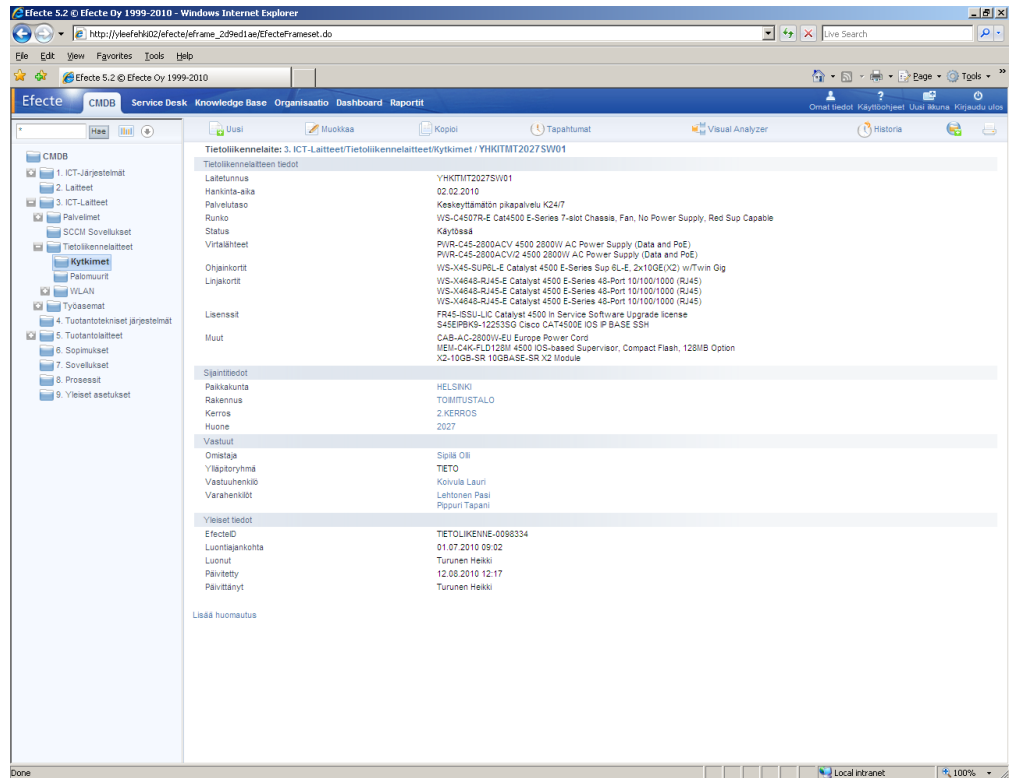 Efecte 5.2 © Efecte Oy 1999-2010 - Windows Internet Explorer
http://yleefehki02/efecte/eframe_2d9ed1ae/EfecteFrameset.do
Live Search
File Edit View Favorites Tools Help
Efecte 5.2 © Efecte Oy 1999-2010
Page Tools »
Efecte CMDB Service Desk Knowledge Base Organisaatio Dashboard Raportit
Omat tiedot Käyttöohjeet Uusi ikkuna Kirjaudu ulos
* Hae
Uusi Muokkaa Kopioi Tapahtumat Visual Analyzer Historia
CMDB
1. ICT-Järjestelmät
2. Laitteet
3. ICT-Laitteet
Palvelimet
SCCM Sovellukset
Tietoliikennelaitteet
Kytkimet
Palomuurit
WLAN
Työasemat
4. Tuotantotekniset järjestelmät
5. Tuotantolaitteet
6. Sopimukset
7. Sovellukset
8. Prosessit
9. Yleiset asetukset
Tietoliikennelaite: 3. ICT-Laitteet/Tietoliikennelaitteet/Kytkimet / YHKITMT2027SW01
Tietoliikennelaitteen tiedot
Laitetunnus YHKITMT2027SW01
Hankinta-aika 02.02.2010
Palvelutaso Keskeyttämätön pikapalvelu K24/7
Runko WS-C4507R-E Cat4500 E-Series 7-slot Chassis, Fan, No Power Supply, Red Sup Capable
Status Käytössä
Virtalähteet PWR-C45-2800ACV 4500 2800W AC Power Supply (Data and PoE)
PWR-C45-2800ACV/2 4500 2800W AC Power Supply (Data and PoE)
Ohjainkortit WS-X45-SUP6L-E Catalyst 4500 E-Series Sup 6L-E, 2x10GE(X2) w/Twin Gig
Linjakortit WS-X4648-RJ45-E Catalyst 4500 E-Series 48-Port 10/100/1000 (RJ45)
WS-X4648-RJ45-E Catalyst 4500 E-Series 48-Port 10/100/1000 (RJ45)
WS-X4648-RJ45-E Catalyst 4500 E-Series 48-Port 10/100/1000 (RJ45)
Lisenssit FR45-ISSU-LIC Catalyst 4500 In Service Software Upgrade license
S45EIPBK9-12253SG Cisco CAT4500E IOS IP BASE SSH
Muut CAB-AC-2800W-EU Europe Power Cord
MEM-C4K-FLD128M 4500 IOS-based Supervisor, Compact Flash, 128MB Option
X2-10GB-SR 10GBASE-SR X2 Module
Sijaintitiedot
Paikkakunta HELSINKI
Rakennus TOIMITUSTALO
Kerros 2.KERROS
Huone 2027
Vastuut
Omistaja Sipilä Olli
Ylläpitoryhmä TIETO
Vastuuhenkilö Koivula Lauri
Varahenkilöt Lehtonen Pasi
Pippuri Tapani
Yleiset tiedot
EfecteID TIETOLIIKENNE-0098334
Luontiajankohta 01.07.2010 09:02
Luonut Turunen Heikki
Päivitetty 12.08.2010 12:17
Päivittänyt Turunen Heikki
Lisää huomautus
Done Local intranet 100%